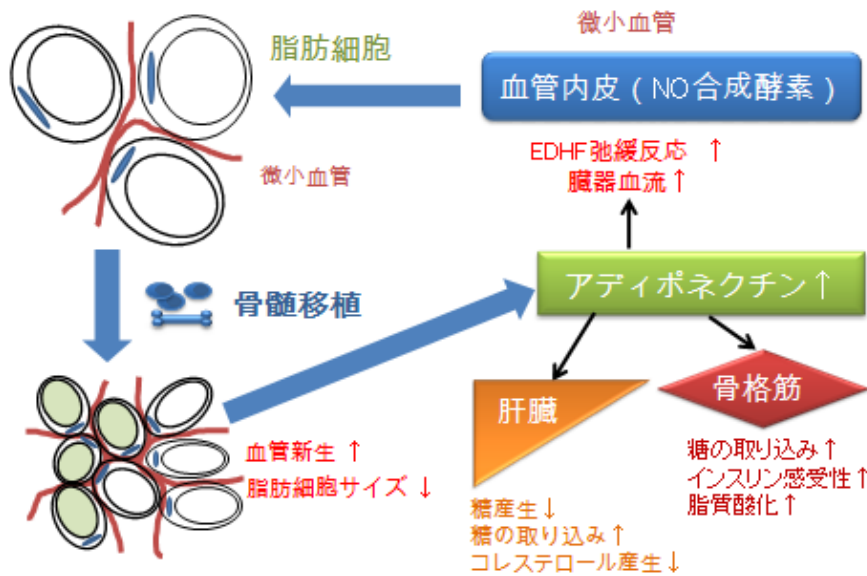 微小血管
脂肪細胞
血管内皮（NO合成酵素）
EDHF弛緩反応 ↑
臓器血流↑
微小血管
アディポネクチン↑
骨髄移植
肝臓
骨格筋
血管新生 ↑
脂肪細胞サイズ ↓
糖の取り込み↑
インスリン感受性↑
脂質酸化↑
糖産生↓
糖の取り込み↑
コレステロール産生↓